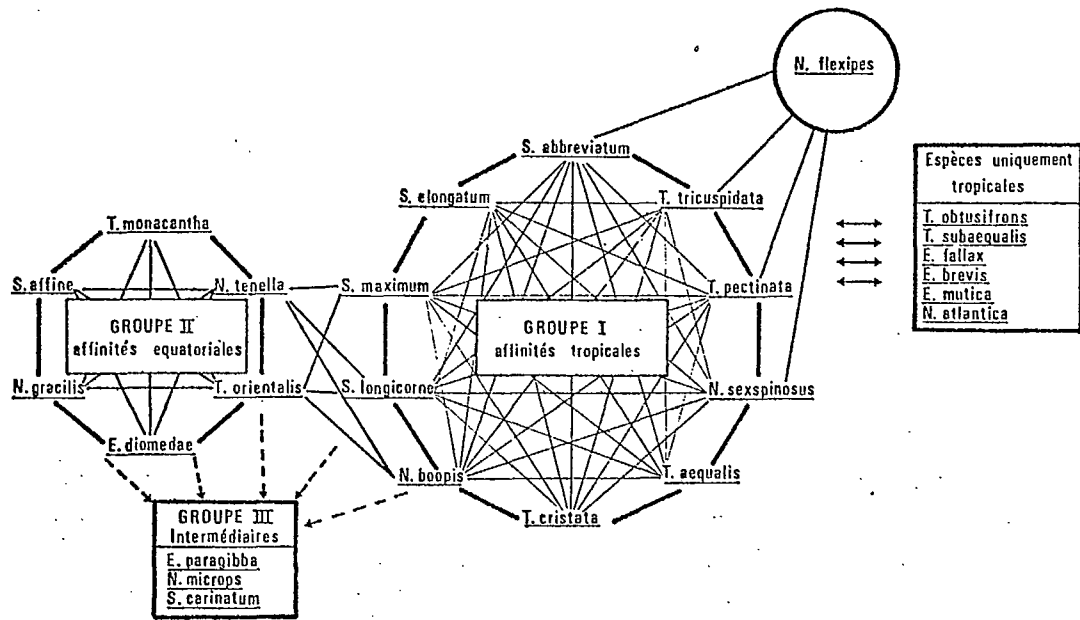 N. flexipes
S. abbreviatum
Espèces uniquement
tropicales
S. elongatum
T. tricuspidata
T. obtusifrons
T. subaequalis
E. fallax
E. brevis
E. mutica
N. atlantica
T. monacantha
S. affine
N. tenella
S. maximum
T. pectinata
GROUPE II
affinités equatoriales
GROUPE I
affinités tropicales
N. gracilis
T. orientalis
S. longicorne
N. sexspinosus
E. diomedae
N. boopis
T. aequalis
T. cristata
GROUPE III
Intermédiaires
E. paragibba
N. microps
S. carinatum